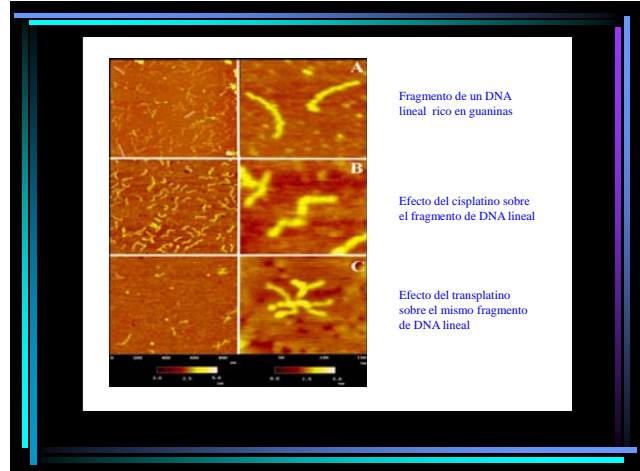 A
Fragmento de un DNA
lineal rico en guaninas
B
Efecto del cisplatino sobre
el fragmento de DNA lineal
C
Efecto del transplatino
sobre el mismo fragmento
de DNA lineal